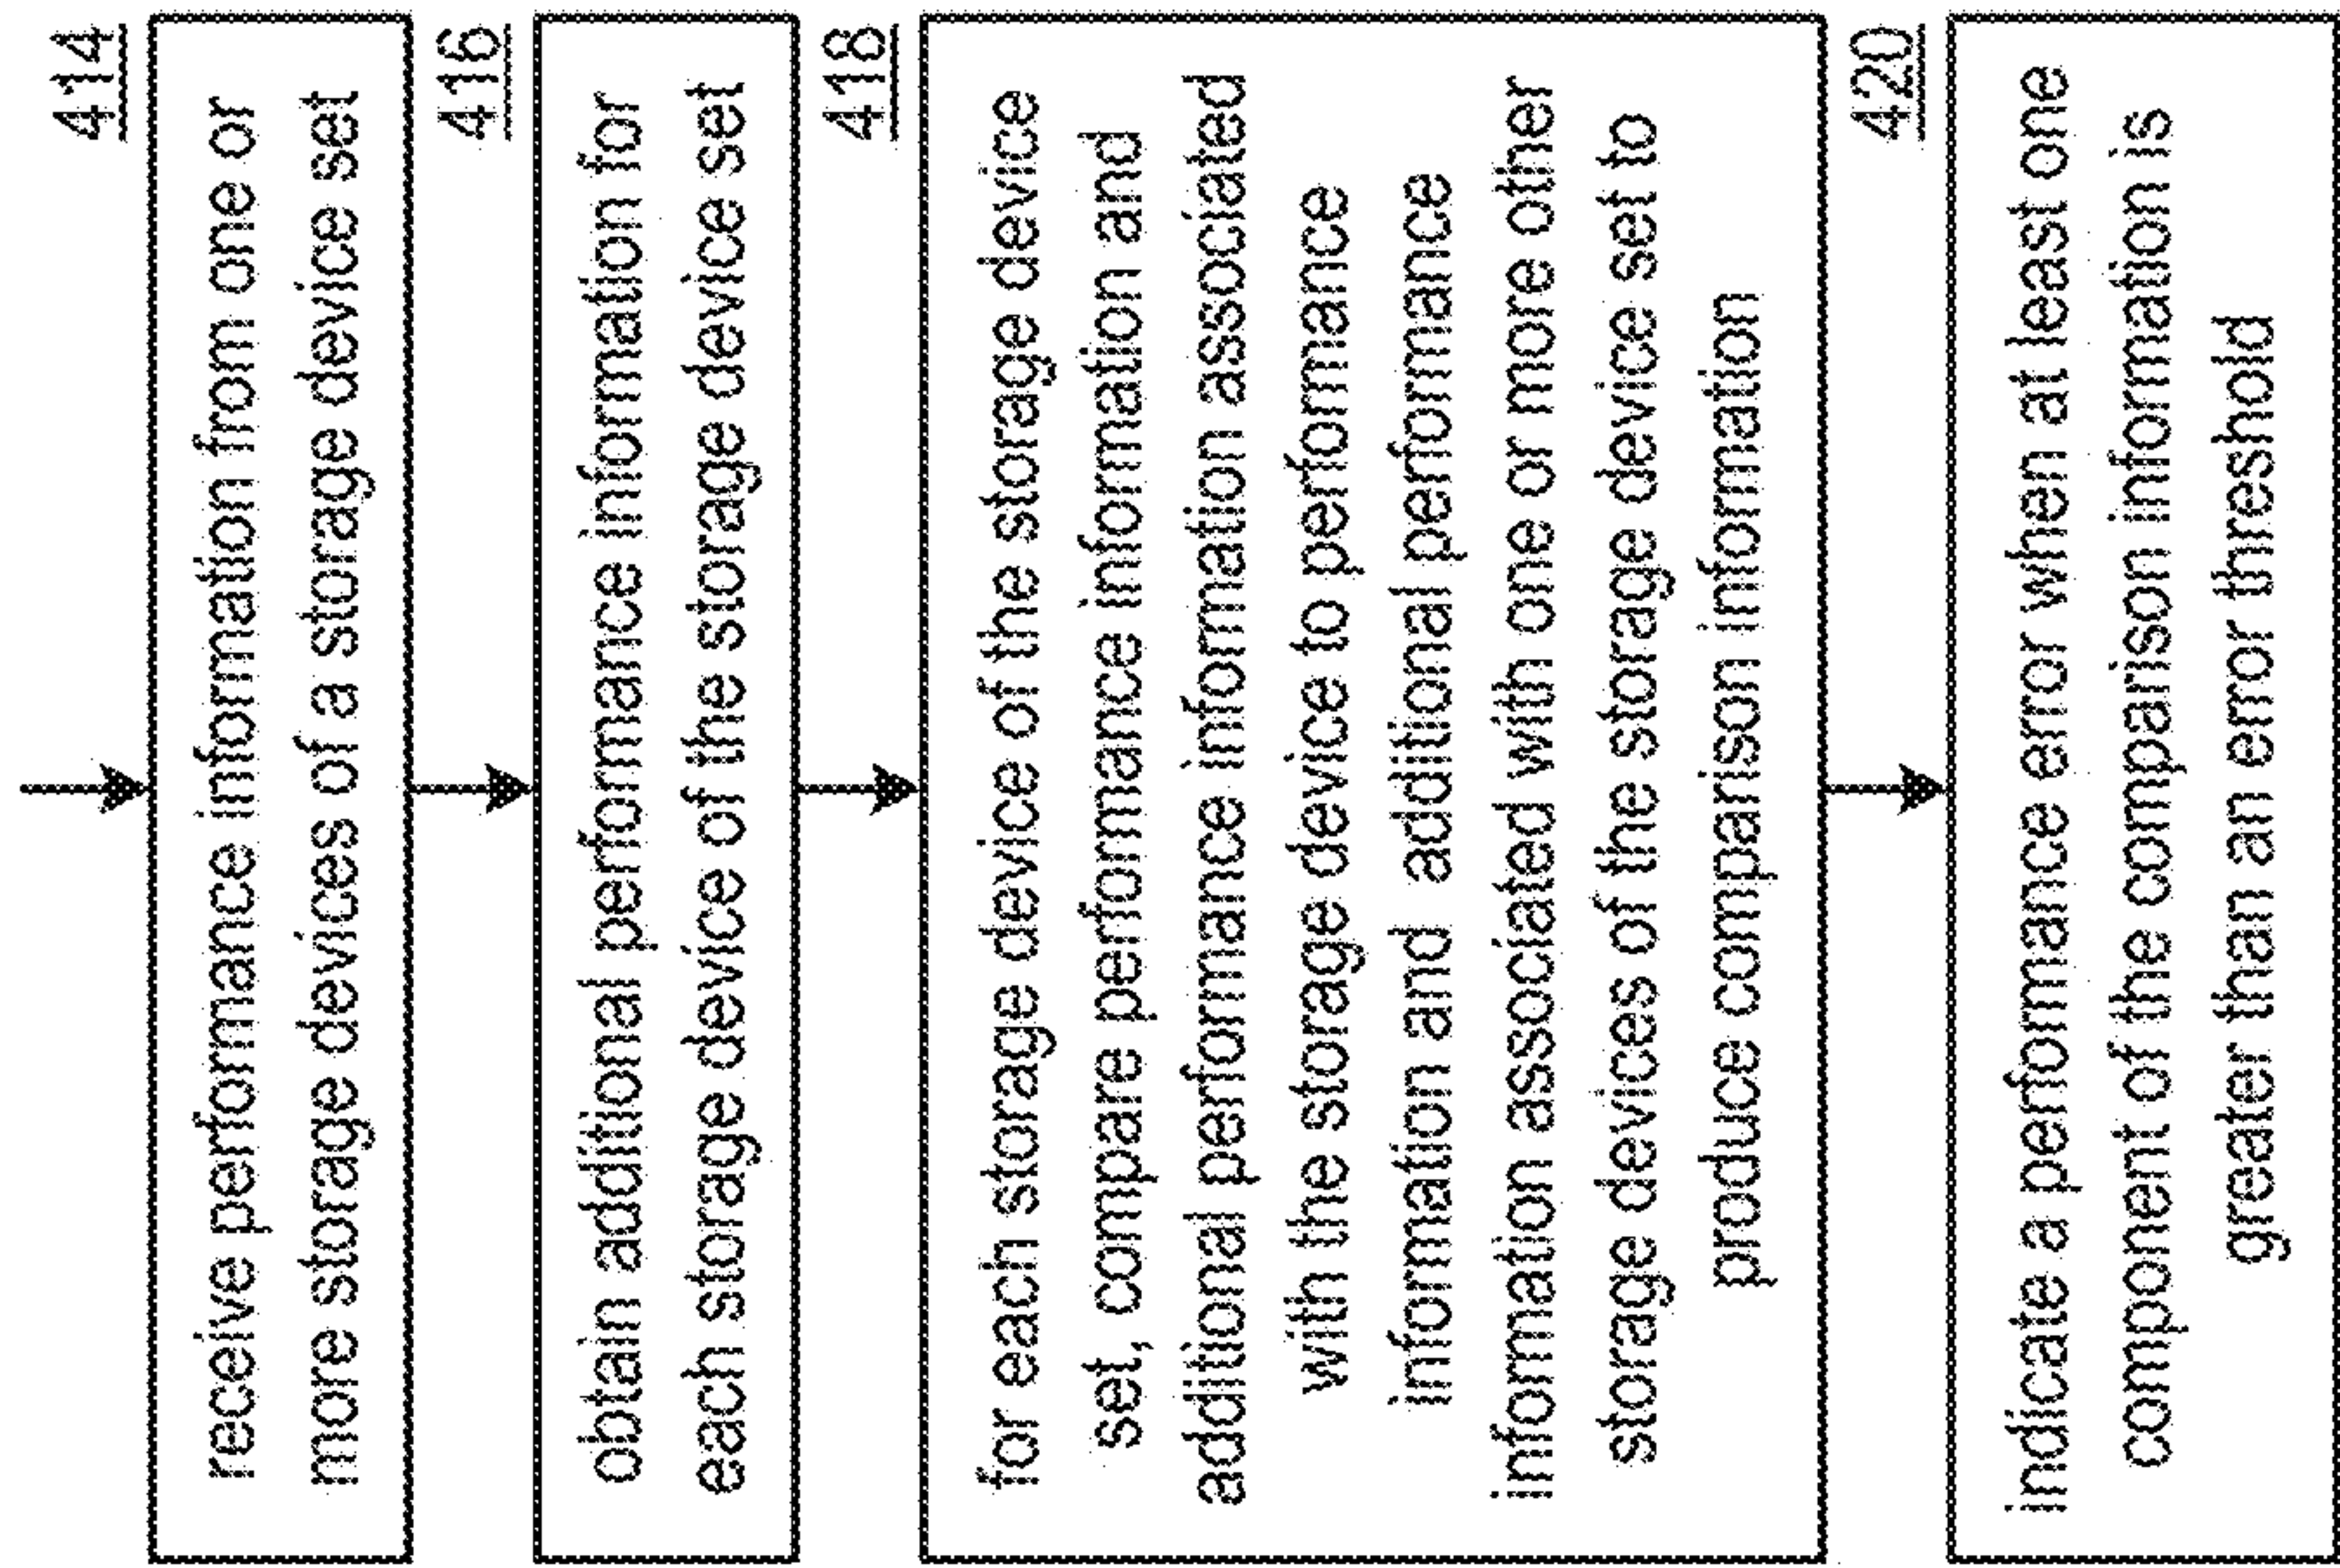 414
receive performance information from one or
more storage devices of a storage device set
416
obtain additional performance information for
each storage device of the storage device set
418
for each storage device of the storage device
set, compare performance information and
additional performance information associated
with the storage device to performance
information and additional performance
information associated with one or more other
storage devices of the storage device set to
produce comparison information
420
indicate a performance error when at least one
component of the comparison information is
greater than an error threshold